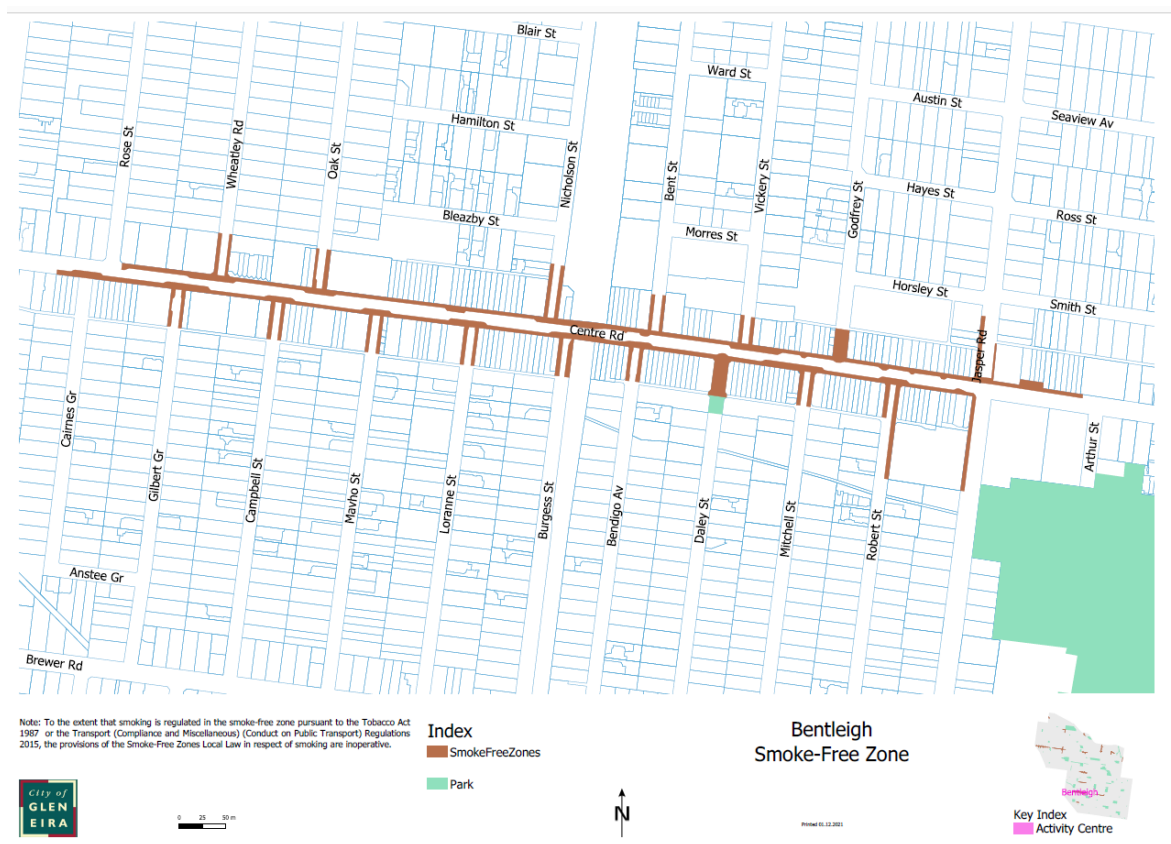 Blair St
Ward St
Austin St
Seaview Av
Hamilton St
Rose St
Wheatley Rd
Oak St
Nicholson St
Bent St
Vickery St
Godfrey St
Hayes St
Ross St
Bleazby St
Morres St
Horsley St
Smith St
Centre Rd
Jasper Rd
Cairnes Gr
Gilbert Gr
Campbell St
Mavho St
Loranne St
Burgess St
Bendigo Av
Daley St
Mitchell St
Robert St
Arthur St
Anstee Gr
Brewer Rd
Note: To the extent that smoking is regulated in the smoke-free zone pursuant to the Tobacco Act
1987 or the Transport (Compliance and Miscellaneous) (Conduct on Public Transport) Regulations
2015, the provisions of the Smoke-Free Zones Local Law in respect of smoking are inoperative.
City of
GLEN
EIRA
0 25 50 m
Index
SmokeFreeZones
Park
N
Bentleigh
Smoke-Free Zone
Printed 01.12.2021
Bentleigh
Key Index
Activity Centre